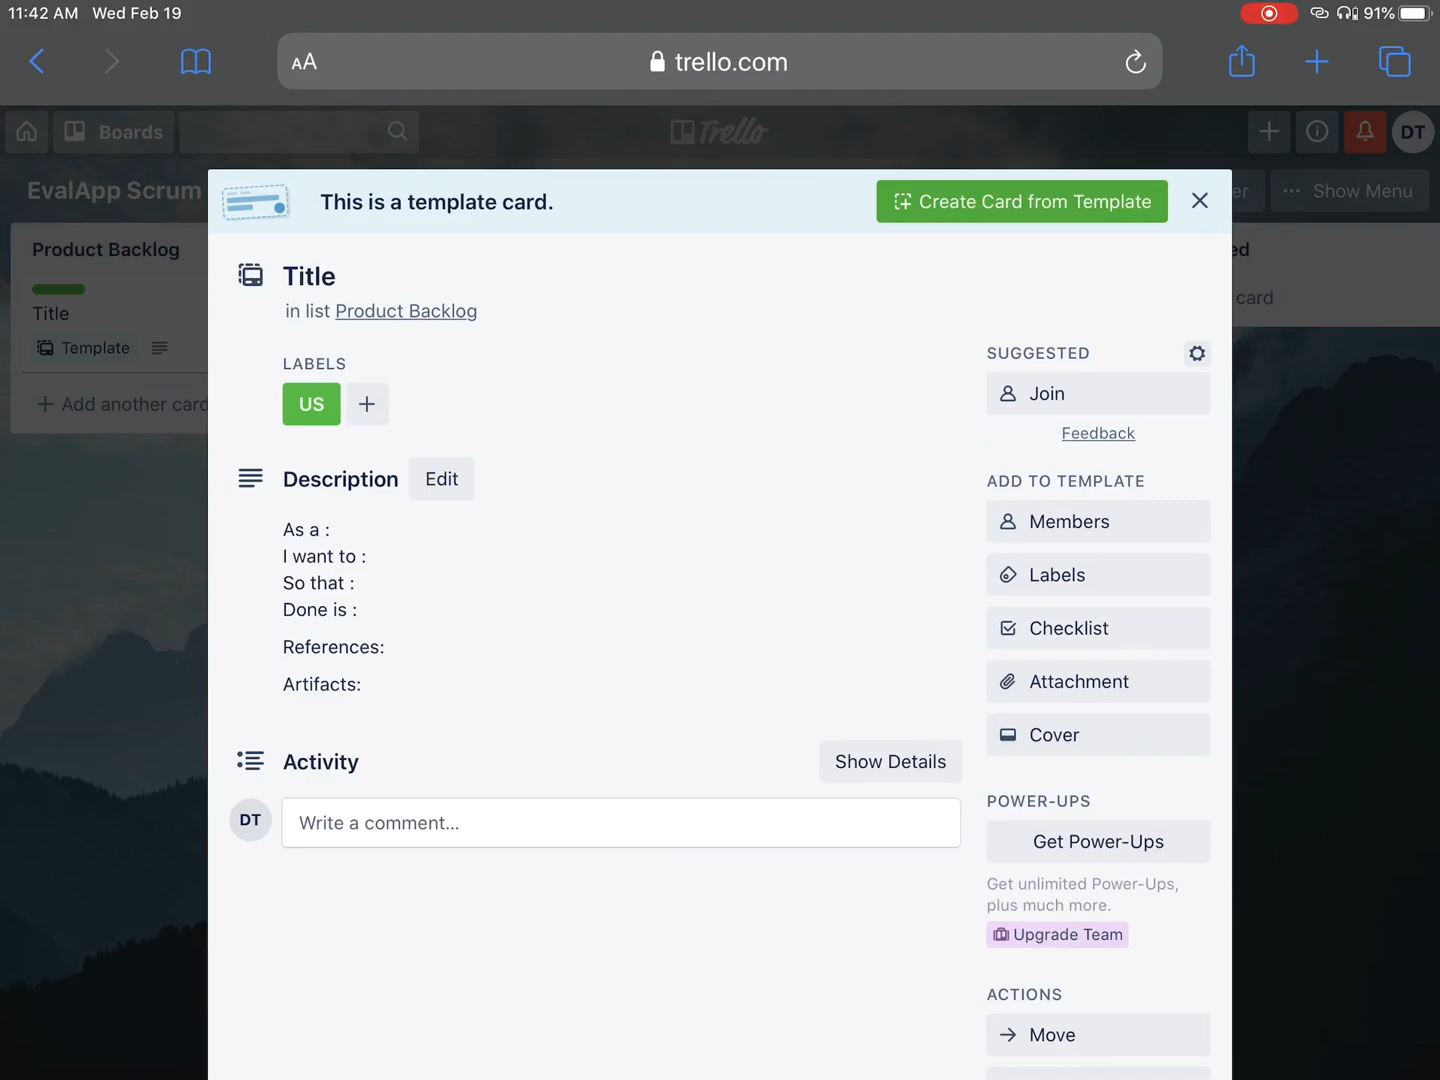 11:42 AM Wed Feb 19
91%
AA
trello.com
Boards
Trello
DT
EvalApp Scrum
er
Show Menu
This is a template card.
Create Card from Template
Product Backlog
Title
Template
Add another card
ed
card
Title
in list Product Backlog
LABELS
US
Description
Edit
As a :
I want to :
So that :
Done is :
References:
Artifacts:
Activity
Show Details
DT
Write a comment...
SUGGESTED
Join
Feedback
ADD TO TEMPLATE
Members
Labels
Checklist
Attachment
Cover
POWER-UPS
Get Power-Ups
Get unlimited Power-Ups,
plus much more.
Upgrade Team
ACTIONS
Move